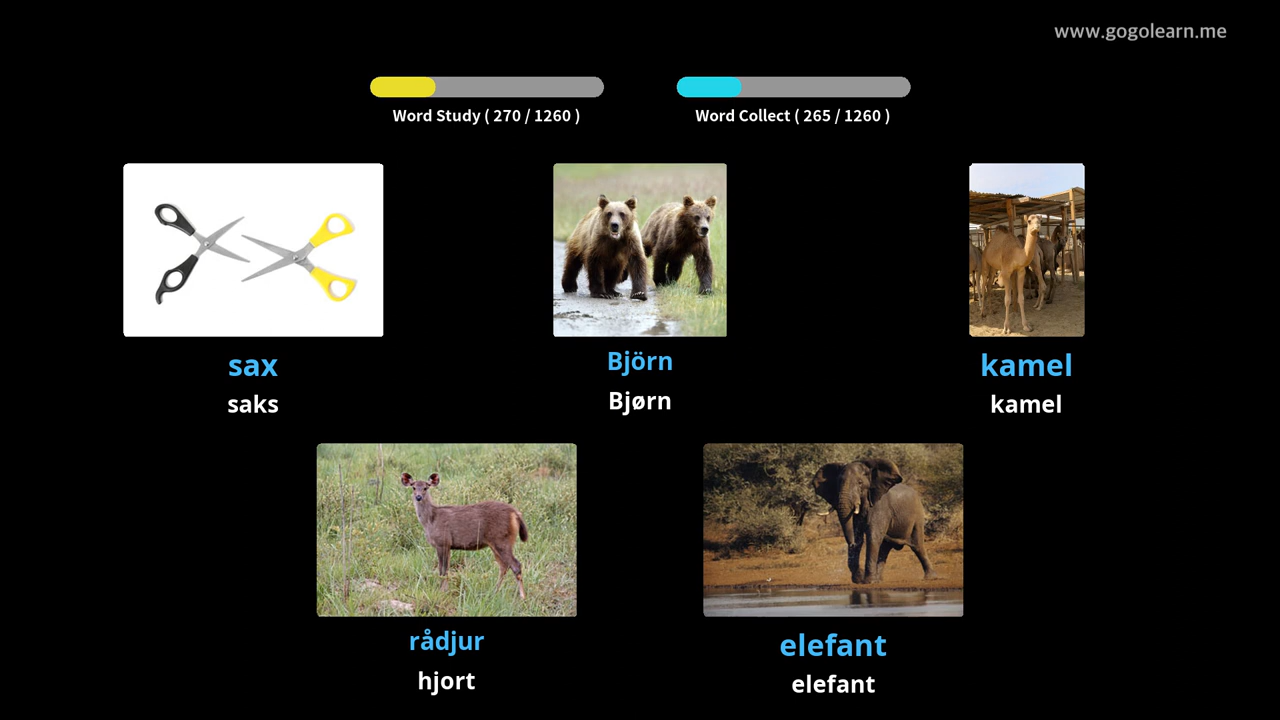 www.gogolearn.me
Word Study ( 270 / 1260 )
Word Collect ( 265 / 1260 )
sax
saks
Björn
Bjørn
kamel
kamel
rådjur
hjort
elefant
elefant